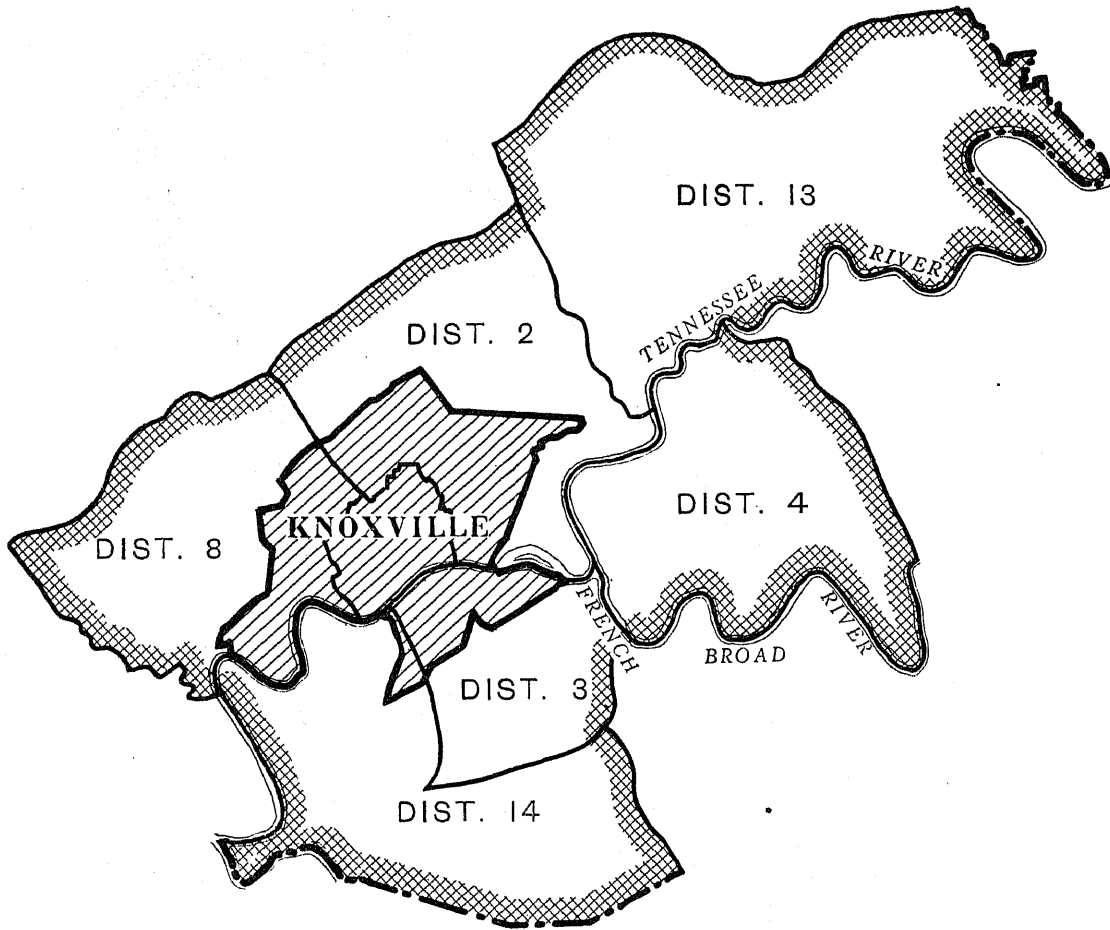 DIST. 13
TENNESSEE RIVER
DIST. 2
DIST. 4
KNOXVILLE
DIST. 8
FRENCH BROAD RIVER
DIST. 3
DIST. 14